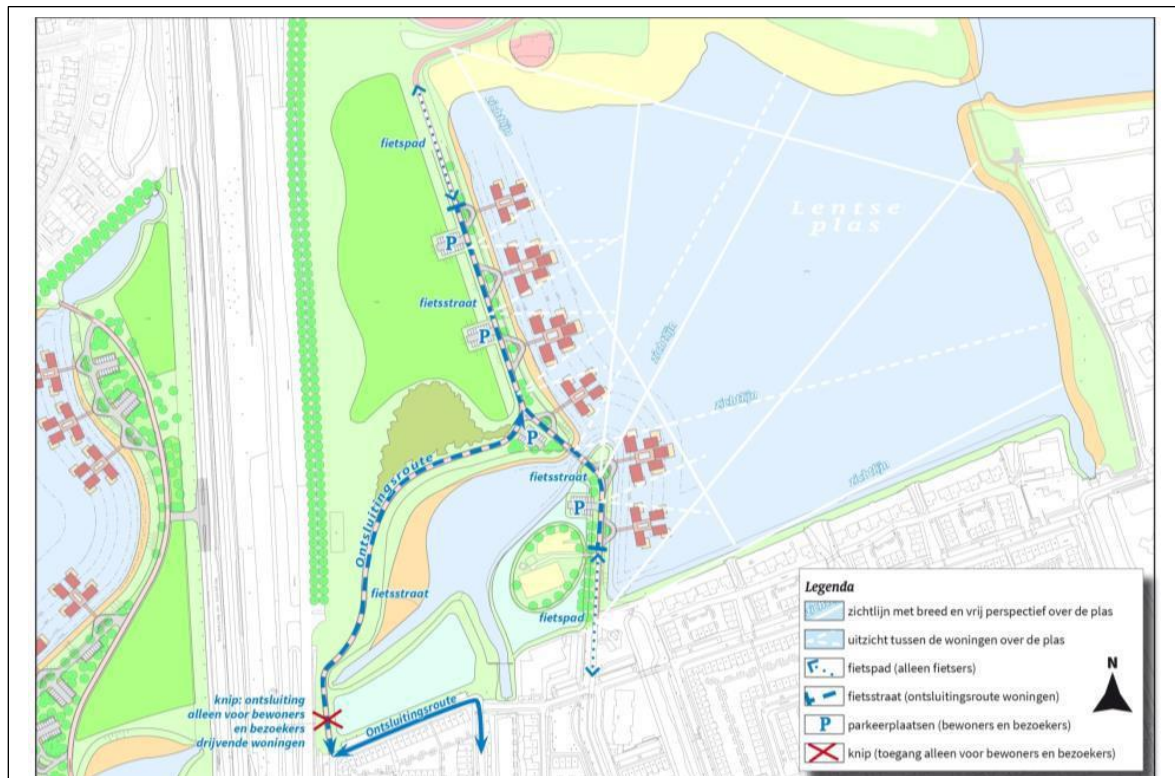 zichtlijn
fietspad
Lentse
plas
P
fietsstraat
P
zichtlijn
zichtlijn
P
Ontsluitingsroute
fietsstraat
zichtlijn
P
fietsstraat
fietspad
knip: ontsluiting
alleen voor bewoners
en bezoekers
drijvende woningen
Ontsluitingsroute
Legenda
zichtlijn met breed en vrij perspectief over de plas
uitzicht tussen de woningen over de plas
fietspad (alleen fietsers)
fietsstraat (ontsluitingsroute woningen)
P parkeerplaatsen (bewoners en bezoekers)
knip (toegang alleen voor bewoners en bezoekers)
N